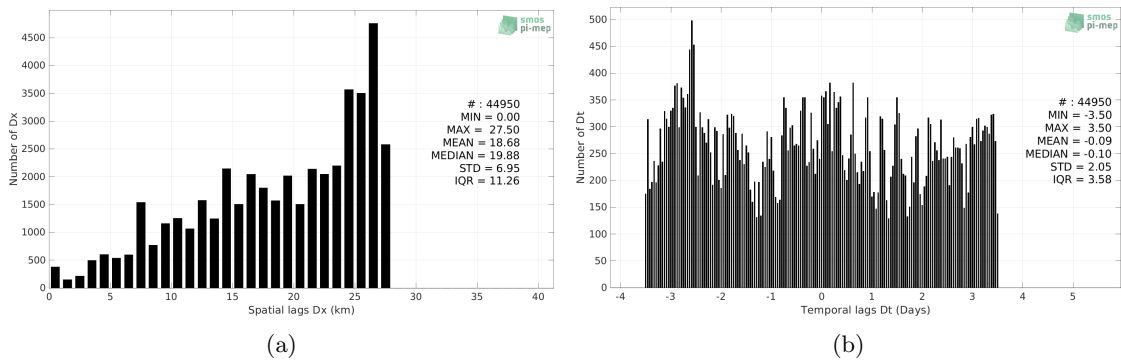 smos
pi-mep
Number of Dx
4500
4000
3500
3000
2500
2000
1500
1000
500
0
# : 44950
MIN = 0.00
MAX = 27.50
MEAN = 18.68
MEDIAN = 19.88
STD = 6.95
IQR = 11.26
0 5 10 15 20 25 30 35 40
Spatial lags Dx (km)
(a)
smos
pi-mep
Number of Dt
500
450
400
350
300
250
200
150
100
50
0
# : 44950
MIN = -3.50
MAX = 3.50
MEAN = -0.09
MEDIAN = -0.10
STD = 2.05
IQR = 3.58
-4 -3 -2 -1 0 1 2 3 4 5
Temporal lags Dt (Days)
(b)